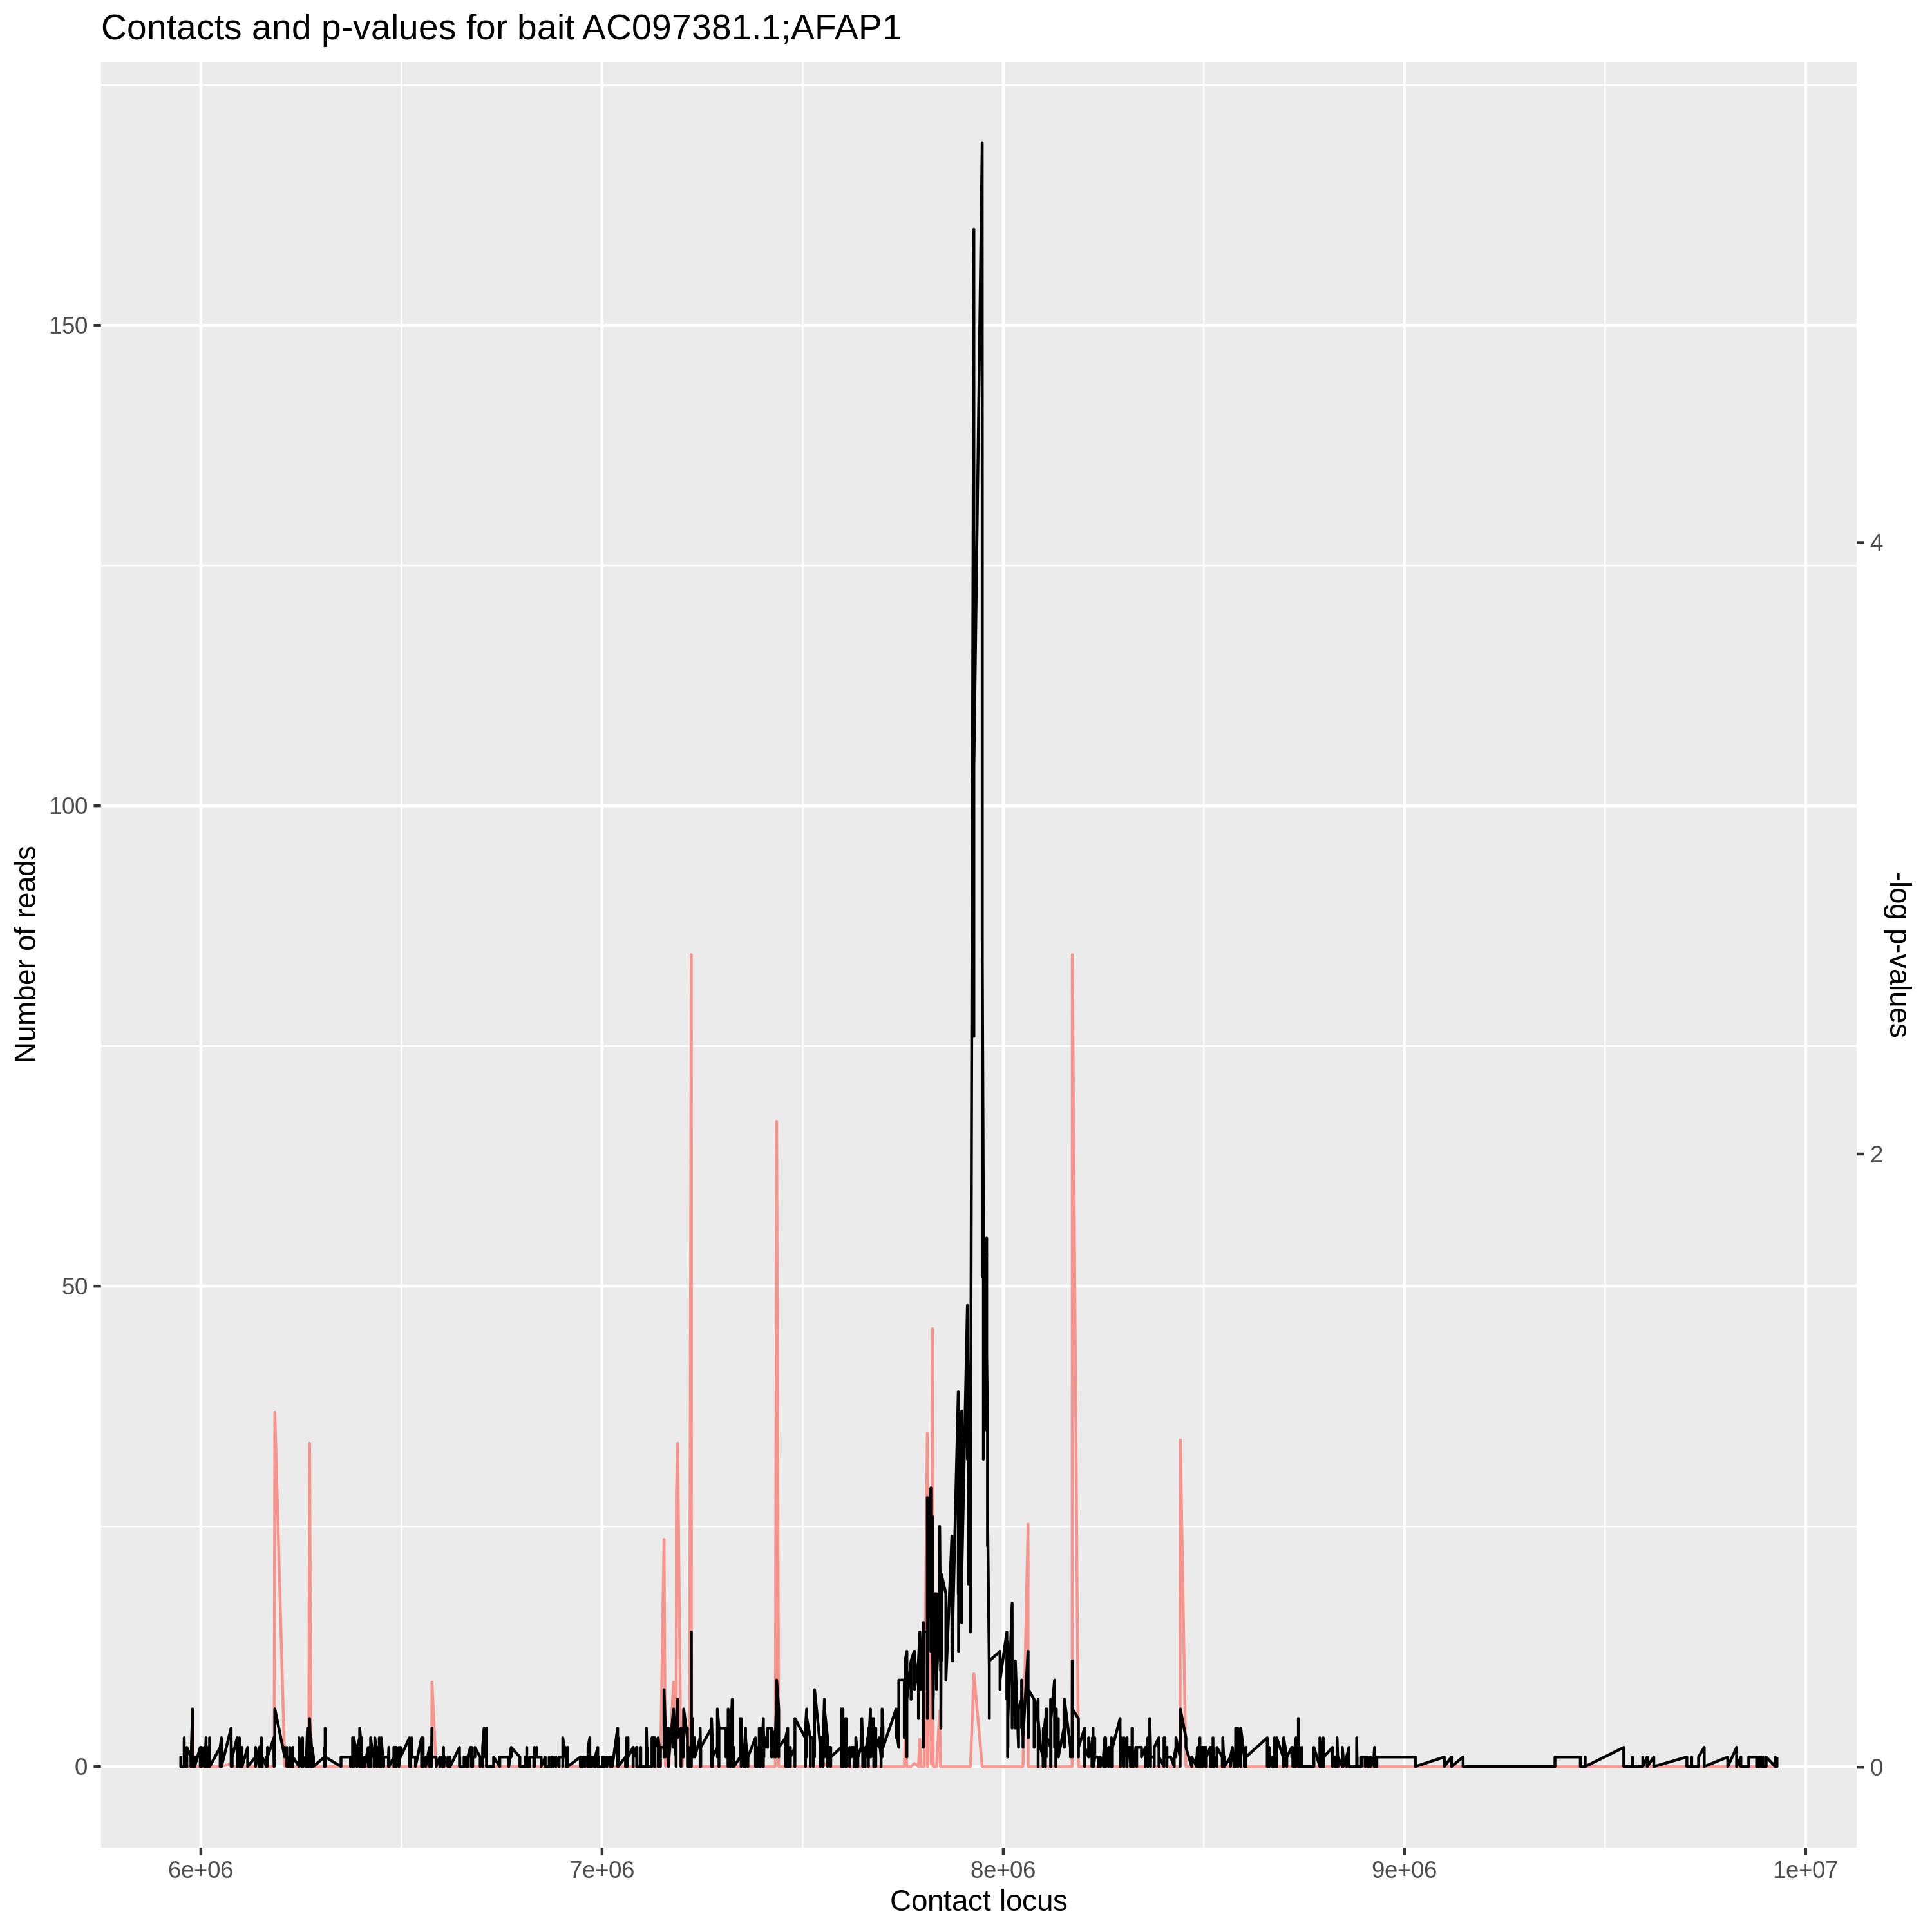 Contacts and p-values for bait AC097381.1;AFAP1
150
100
50
0
Number of reads
4
2
0
-log p-values
6e+06
7e+06
8e+06
9e+06
1e+07
Contact locus